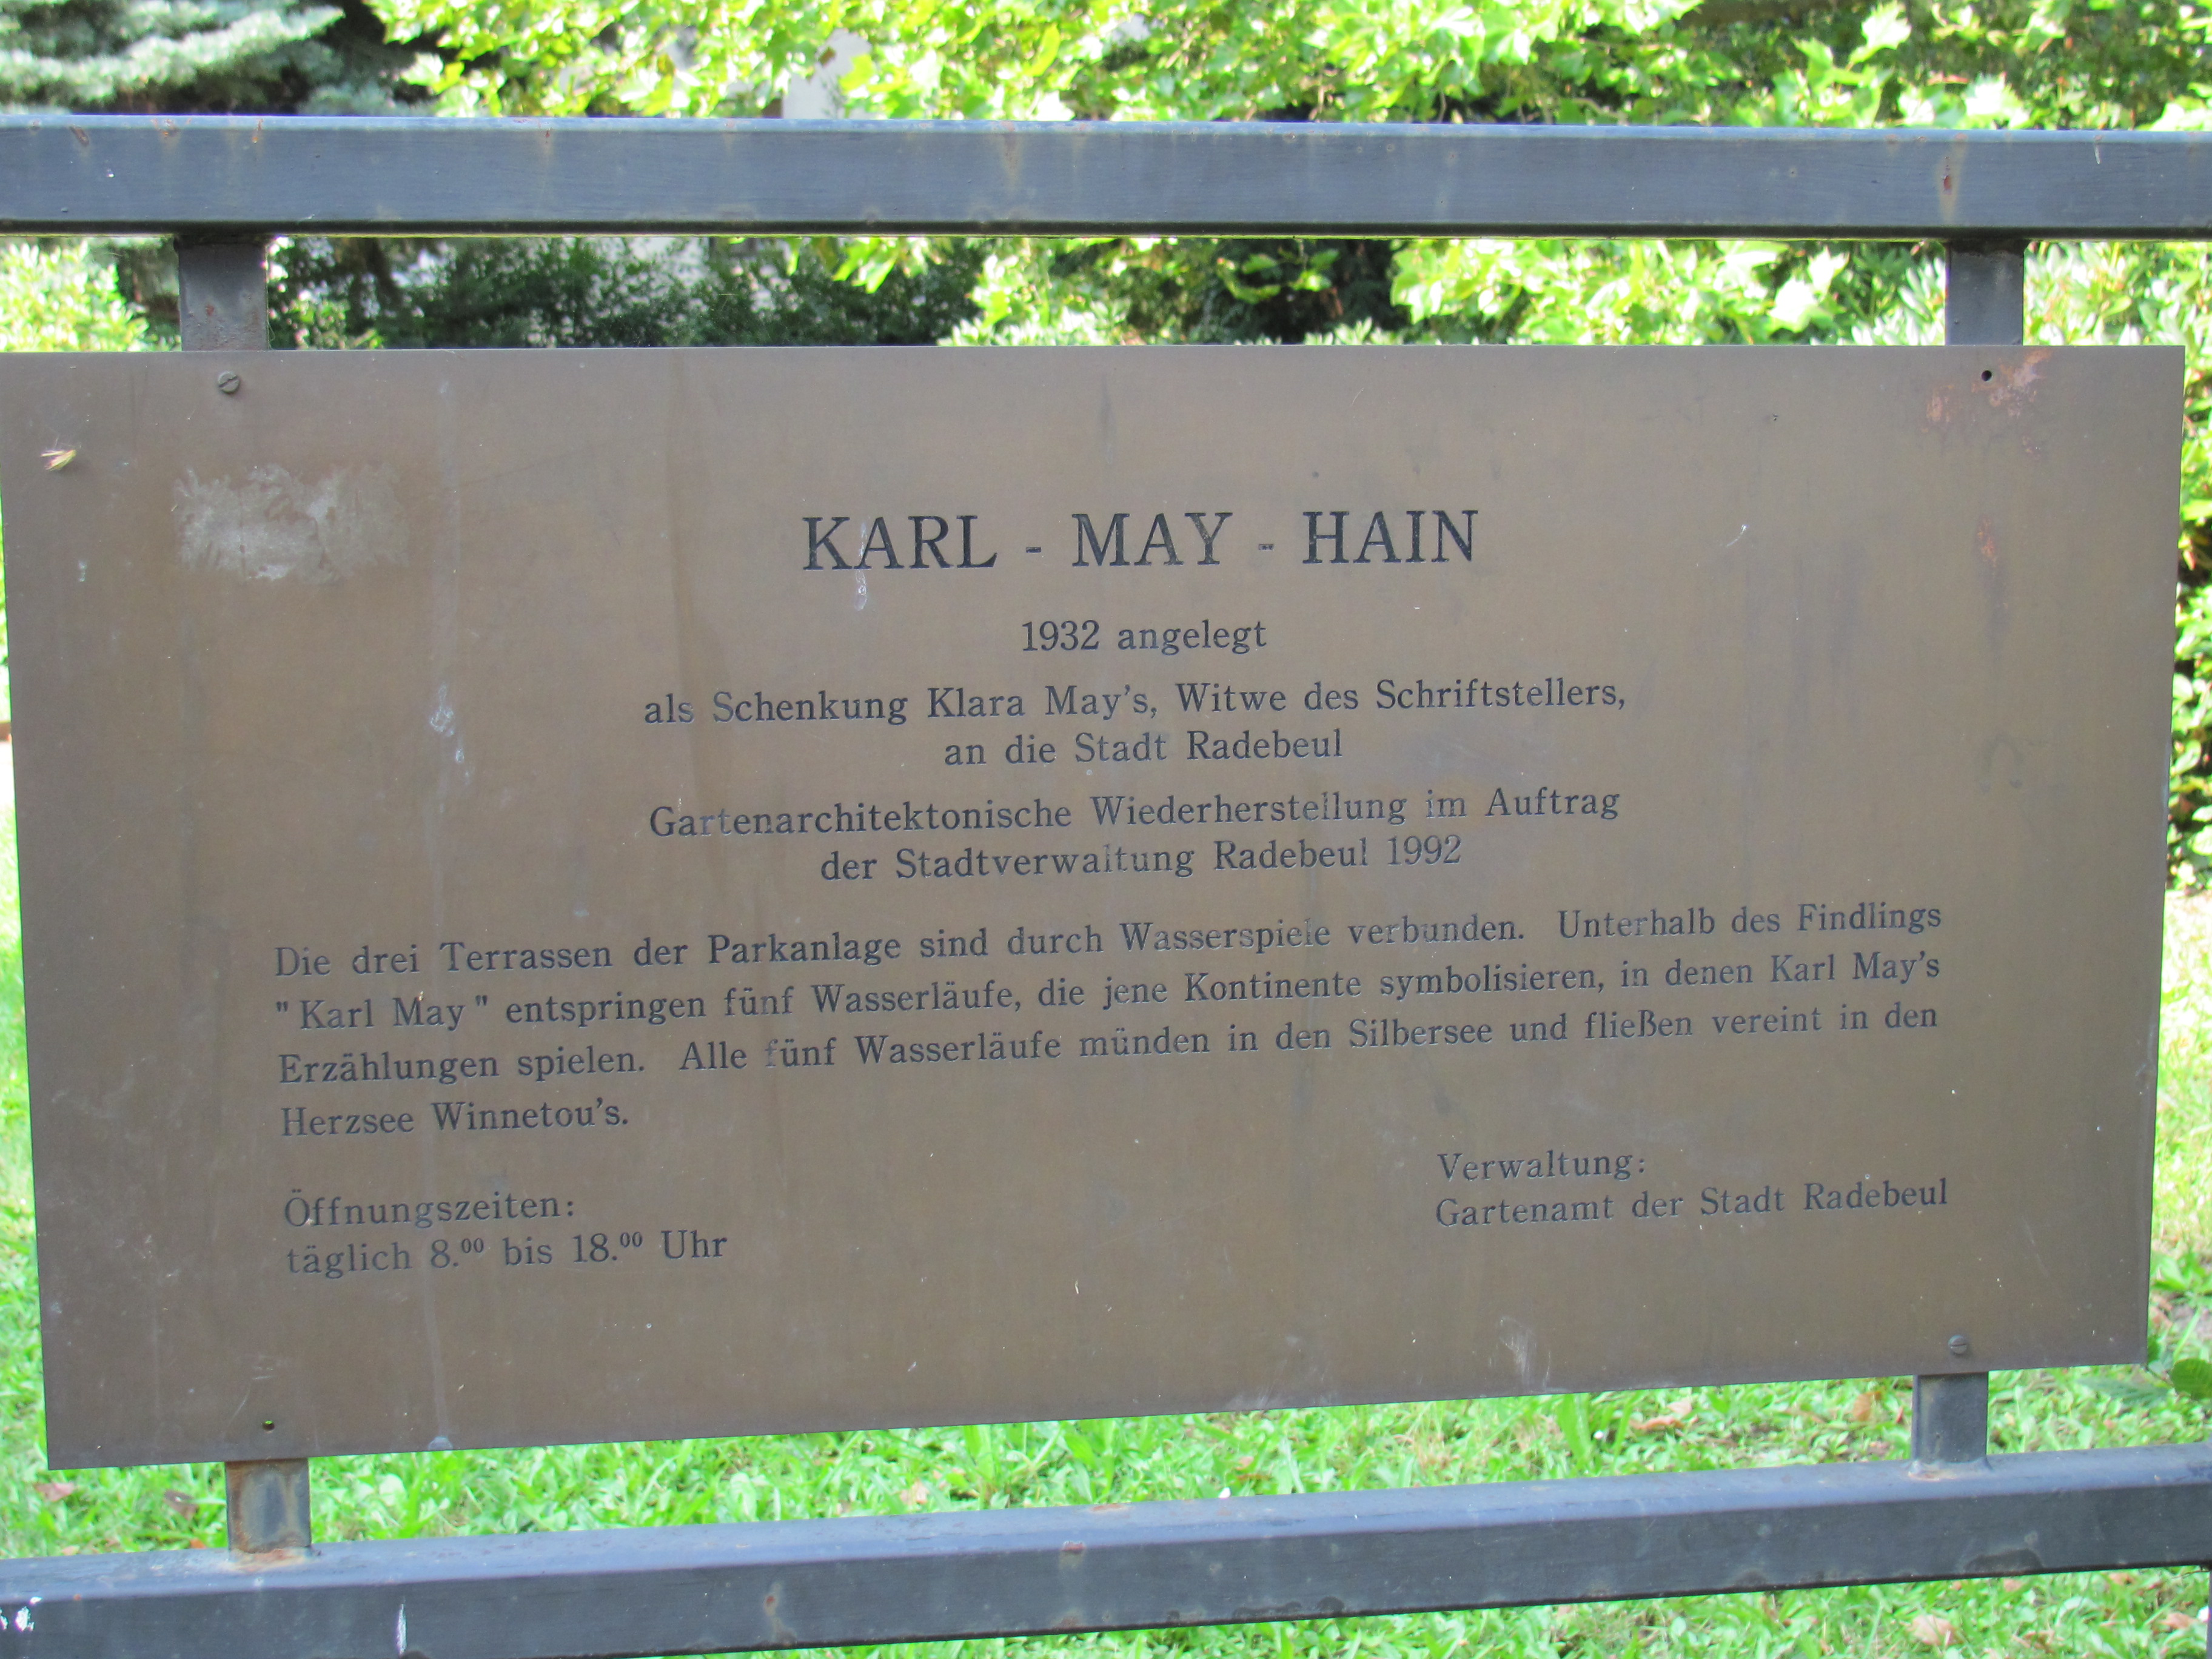 KARL - MAY - HAIN
1932 angelegt
als Schenkung Klara May's, Witwe des Schriftstellers,
an die Stadt Radebeul
Gartenarchitektonische Wiederherstellung im Auftrag
der Stadtverwaltung Radebeul 1992
Die drei Terrassen der Parkanlage sind durch Wasserspiele verbunden. Unterhalb des Findlings
"Karl May" entspringen fünf Wasserläufe, die jene Kontinente symbolisieren, in denen Karl May's
Erzählungen spielen. Alle fünf Wasserläufe münden in den Silbersee und fließen vereint in den
Herzsee Winnetou's.
Öffnungszeiten:
täglich 8.00 bis 18.00 Uhr
Verwaltung:
Gartenamt der Stadt Radebeul